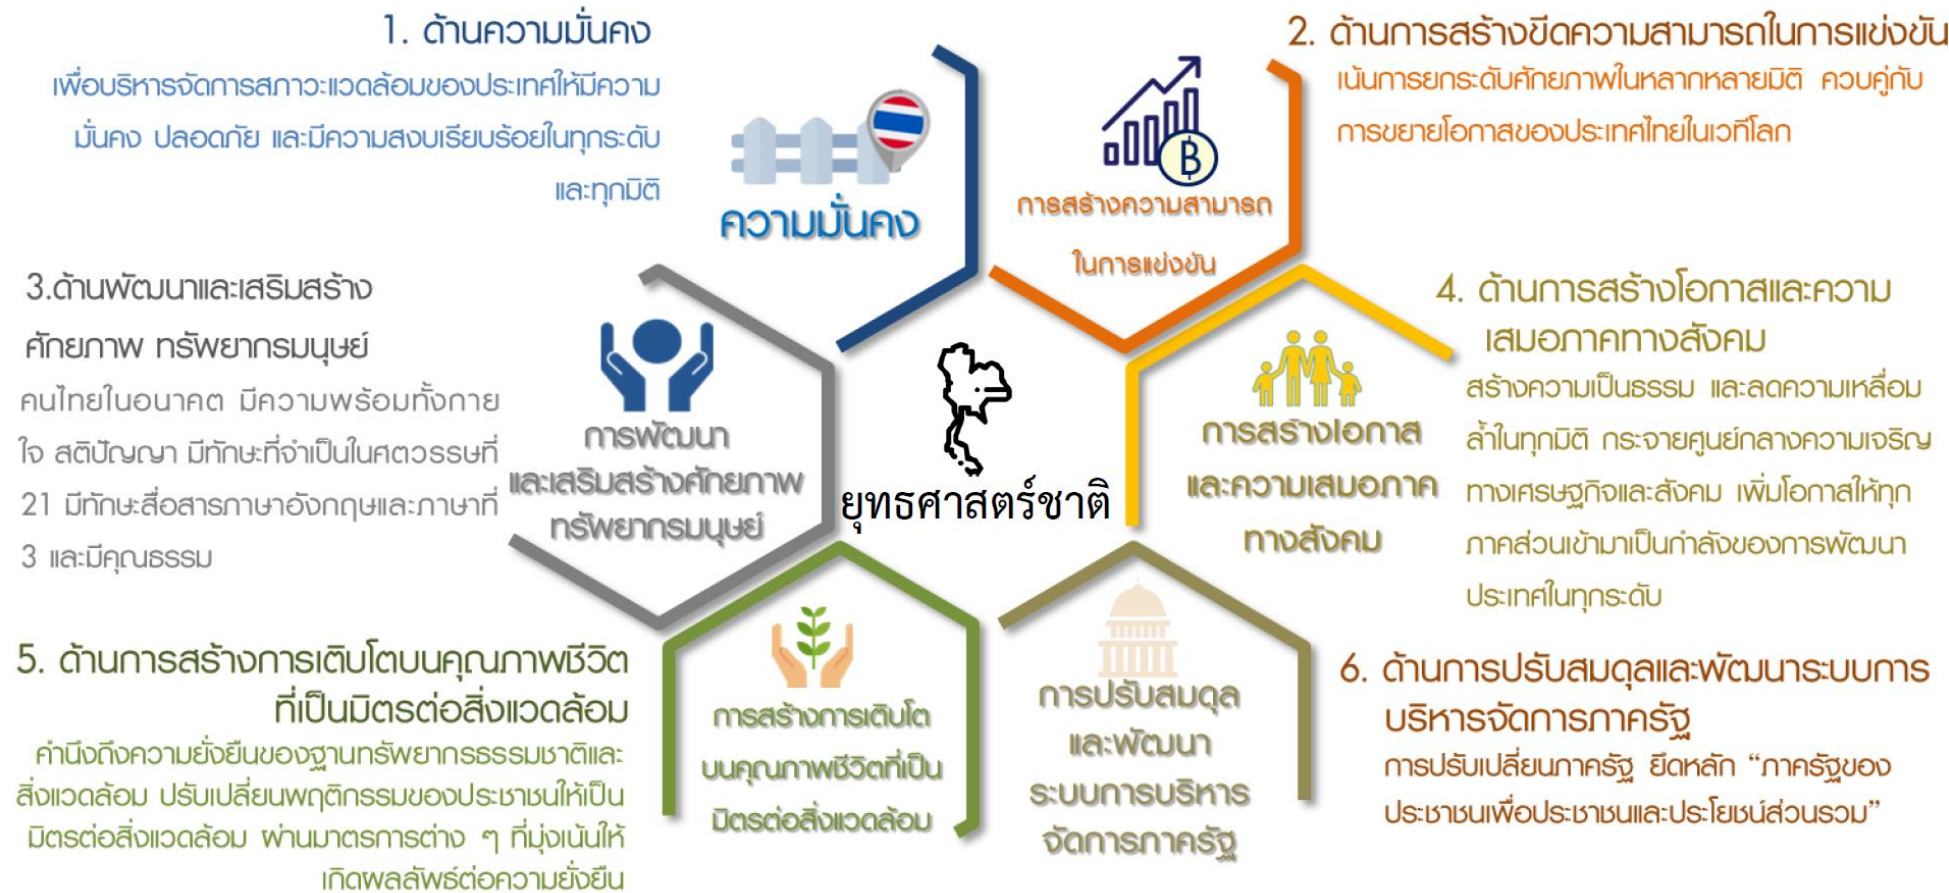 1. ด้านความมั่นคง
เพื่อบริหารจัดการสภาวะแวดล้อมของประเทศให้มีความ
มั่นคง ปลอดภัย และมีความสงบเรียบร้อยในทุกระดับ
และทุกมิติ
ความมั่นคง
การสร้างความสามารถ
ในการแข่งขัน
2. ด้านการสร้างขีดความสามารถในการแข่งขัน
เน้นการยกระดับศักยภาพในหลากหลายมิติ ควบคู่กับ
การขยายโอกาสของประเทศไทยในเวทีโลก
3.ด้านพัฒนาและเสริมสร้าง
ศักยภาพ ทรัพยากรมนุษย์
คนไทยในอนาคต มีความพร้อมทั้งกาย
ใจ สติปัญญา มีทักษะที่จำเป็นในศตวรรษที่
21 มีทักษะสื่อสารภาษาอังกฤษและภาษาที่
3 และมีคุณธรรม
การพัฒนา
และเสริมสร้างศักยภาพ
ทรัพยากรมนุษย์
ยุทธศาสตร์ชาติ
การสร้างโอกาส
และความเสมอภาค
ทางสังคม
4. ด้านการสร้างโอกาสและความ
เสมอภาคทางสังคม
สร้างความเป็นธรรม และลดความเหลื่อม
ล้ำในทุกมิติ กระจายศูนย์กลางความเจริญ
ทางเศรษฐกิจและสังคม เพิ่มโอกาสให้ทุก
ภาคส่วนเข้ามาเป็นกำลังของการพัฒนา
ประเทศในทุกระดับ
5. ด้านการสร้างการเติบโตบนคุณภาพชีวิต
ที่เป็นมิตรต่อสิ่งแวดล้อม
คำนึงถึงความยั่งยืนของฐานทรัพยากรธรรมชาติและ
สิ่งแวดล้อม ปรับเปลี่ยนพฤติกรรมของประชาชนให้เป็น
มิตรต่อสิ่งแวดล้อม ผ่านมาตรการต่าง ๆ ที่มุ่งเน้นให้
เกิดผลลัพธ์ต่อความยั่งยืน
การสร้างการเติบโต
บนคุณภาพชีวิตที่เป็น
มิตรต่อสิ่งแวดล้อม
การปรับสมดุล
และพัฒนา
ระบบการบริหาร
จัดการภาครัฐ
6. ด้านการปรับสมดุลและพัฒนาระบบการ
บริหารจัดการภาครัฐ
การปรับเปลี่ยนภาครัฐ ยึดหลัก “ภาครัฐของ
ประชาชนเพื่อประชาชนและประโยชน์ส่วนรวม”